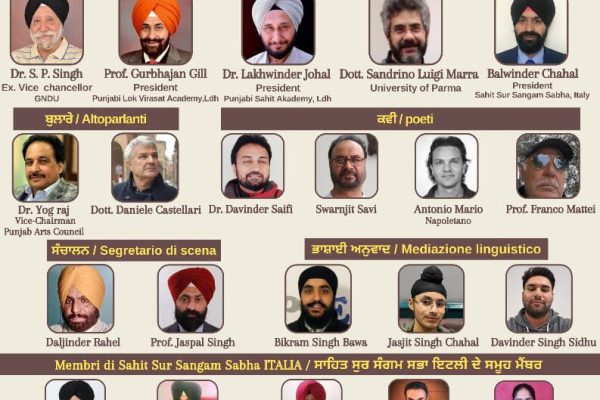 Dr. S. P. Singh
Ex. Vice chancellor
GNDU
Prof. Gurbhajan Gill
President
Punjabi Lok Virasat Academy,Ldh
Dr. Lakhwinder Johal
President
Punjabi Sahit Akademy, Ldh
Dott. Sandrino Luigi Marra
University of Parma
Balwinder Chahal
President
Sahit Sur Sangam Sabha, Italy
ਬੁਲਾਰੇ / Altoparlanti
ਕਵੀ / poeti
Dr. Yog raj
Vice-Chairman
Punjab Arts Council
Dott. Daniele Castellari
Dr. Davinder Saifi
Swarnjit Savi
Antonio Mario
Napoletano
Prof. Franco Mattei
ਸੰਚਾਲਨ / Segretario di scena
ਭਾਸ਼ਾਈ ਅਨੁਵਾਦ / Mediazione linguistico
Daljinder Rahel
Prof. Jaspal Singh
Bikram Singh Bawa
Jasjit Singh Chahal
Davinder Singh Sidhu
Membri di Sahit Sur Sangam Sabha ITALIA / ਸਾਹਿਤ ਸੁਰ ਸੰਗਮ ਸਭਾ ਇਟਲੀ ਦੇ ਸਮੂਹ ਮੈਂਬਰ